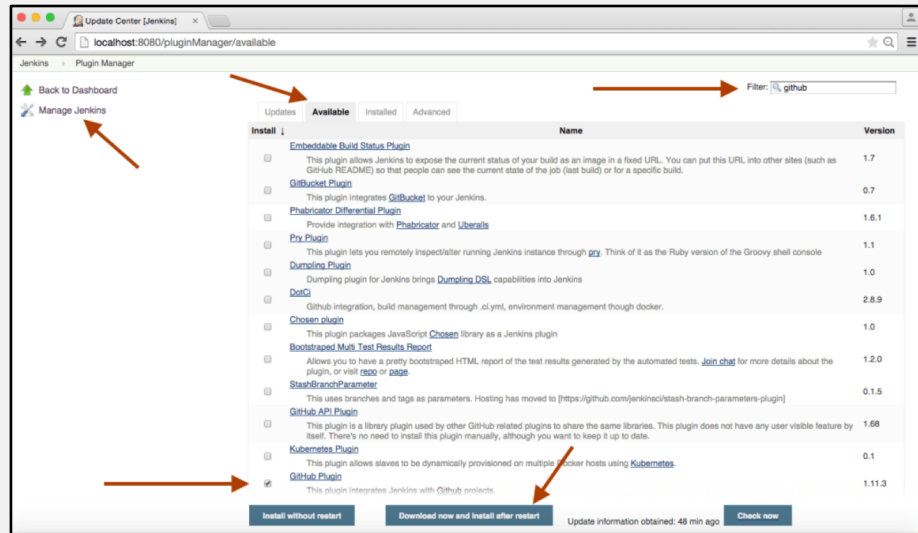 Update Center [Jenkins]
localhost:8080/pluginManager/available
Jenkins Plugin Manager
Back to Dashboard
Manage Jenkins
Filter: github
Updates Available Installed Advanced
Install ↓ Name Version
Embeddable Build Status Plugin
This plugin allows Jenkins to expose the current status of your build as an image in a fixed URL. You can put this URL into other sites (such as
GitHub README) so that people can see the current state of the job (last build) or for a specific build.
1.7
GitBucket Plugin
This plugin integrates GitBucket to your Jenkins.
0.7
Phabricator Differential Plugin
Provide integration with Phabricator and Uberalls
1.6.1
Pry Plugin
This plugin lets you remotely inspect/alter running Jenkins instance through pry. Think of it as the Ruby version of the Groovy shell console
1.1
Dumpling Plugin
Dumpling plugin for Jenkins brings Dumpling DSL capabilities into Jenkins
1.0
DotCi
Github integration, build management through .ci.yml, environment management though docker.
2.8.9
Chosen plugin
This plugin packages JavaScript Chosen library as a Jenkins plugin
1.0
Bootstraped Multi Test Results Report
Allows you to have a pretty bootstraped HTML report of the test results generated by the automated tests. Join chat for more details about the
plugin, or visit repo or page.
1.2.0
StashBranchParameter
This uses branches and tags as parameters. Hosting has moved to [https://github.com/jenkinsci/stash-branch-parameters-plugin]
0.1.5
GitHub API Plugin
This plugin is a library plugin used by other GitHub related plugins to share the same libraries. This plugin does not have any user visible feature by
itself. There's no need to install this plugin manually, although you want to keep it up to date.
1.68
Kubernetes Plugin
This plugin allows slaves to be dynamically provisioned on multiple Docker hosts using Kubernetes.
0.1
GitHub Plugin
This plugin integrates Jenkins with Github projects.
1.11.3
Install without restart Download now and install after restart Update information obtained: 48 min ago Check now